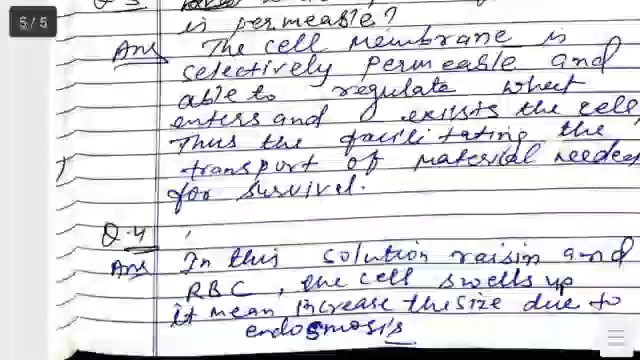 5/5
is permeable?
Ans The cell membrane is
selectively permeable and
able to regulate what
enters and exists the cell,
Thus the facilitating the
transport of material needed
for survival.
Q.4
Ans In this solution raisin and
RBC, the cell swells up
it mean increase the size due to
endosmosis